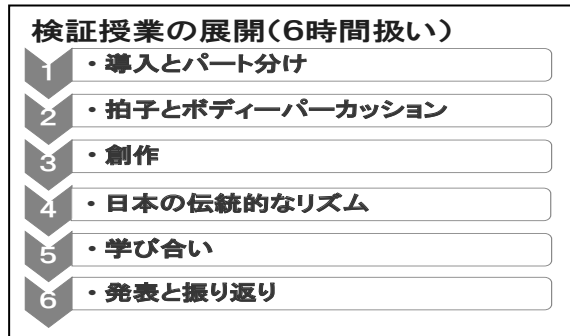 検証授業の展開（６時間扱い）
1 ・導入とパート分け
2 ・拍子とボディーパーカッション
3 ・創作
4 ・日本の伝統的なリズム
5 ・学び合い
6 ・発表と振り返り